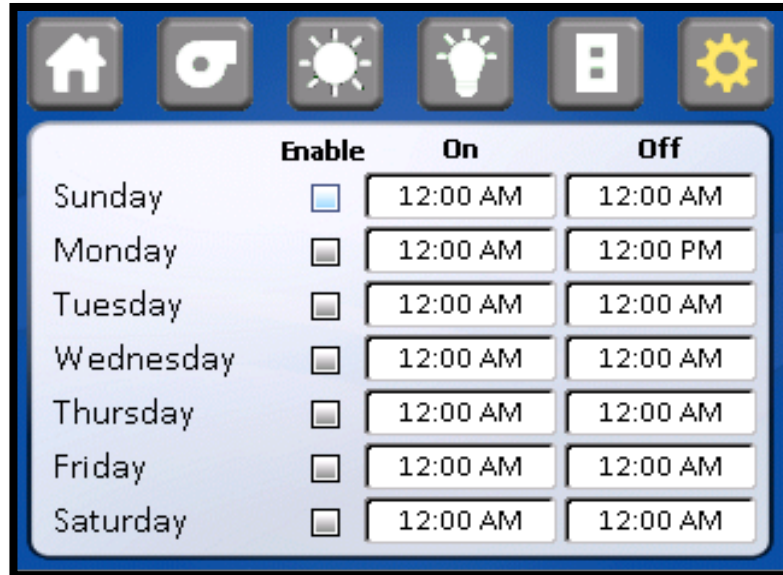 Enable On Off
Sunday 12:00 AM 12:00 AM
Monday 12:00 AM 12:00 PM
Tuesday 12:00 AM 12:00 AM
Wednesday 12:00 AM 12:00 AM
Thursday 12:00 AM 12:00 AM
Friday 12:00 AM 12:00 AM
Saturday 12:00 AM 12:00 AM